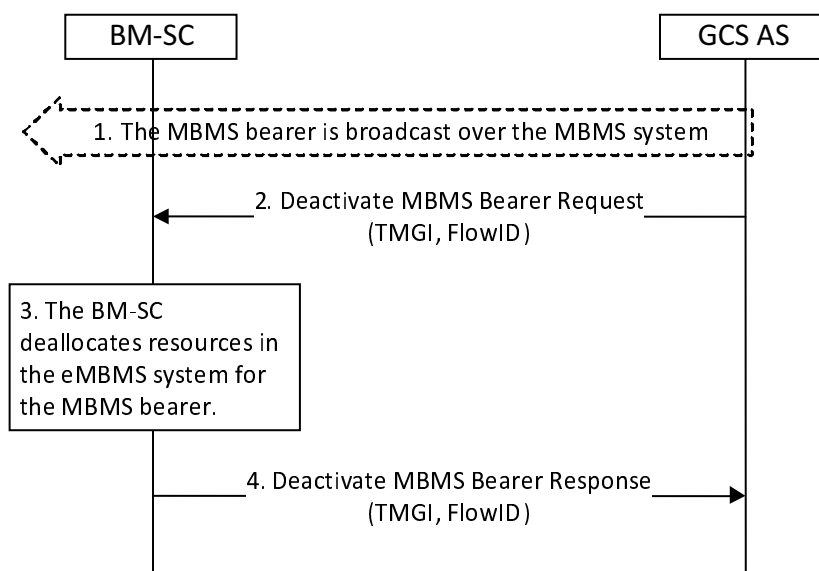 BM-SC
GCS AS
1. The MBMS bearer is broadcast over the MBMS system
2. Deactivate MBMS Bearer Request
(TMGI, FlowID)
3. The BM-SC
deallocates resources in
the eMBMS system for
the MBMS bearer.
4. Deactivate MBMS Bearer Response
(TMGI, FlowID)